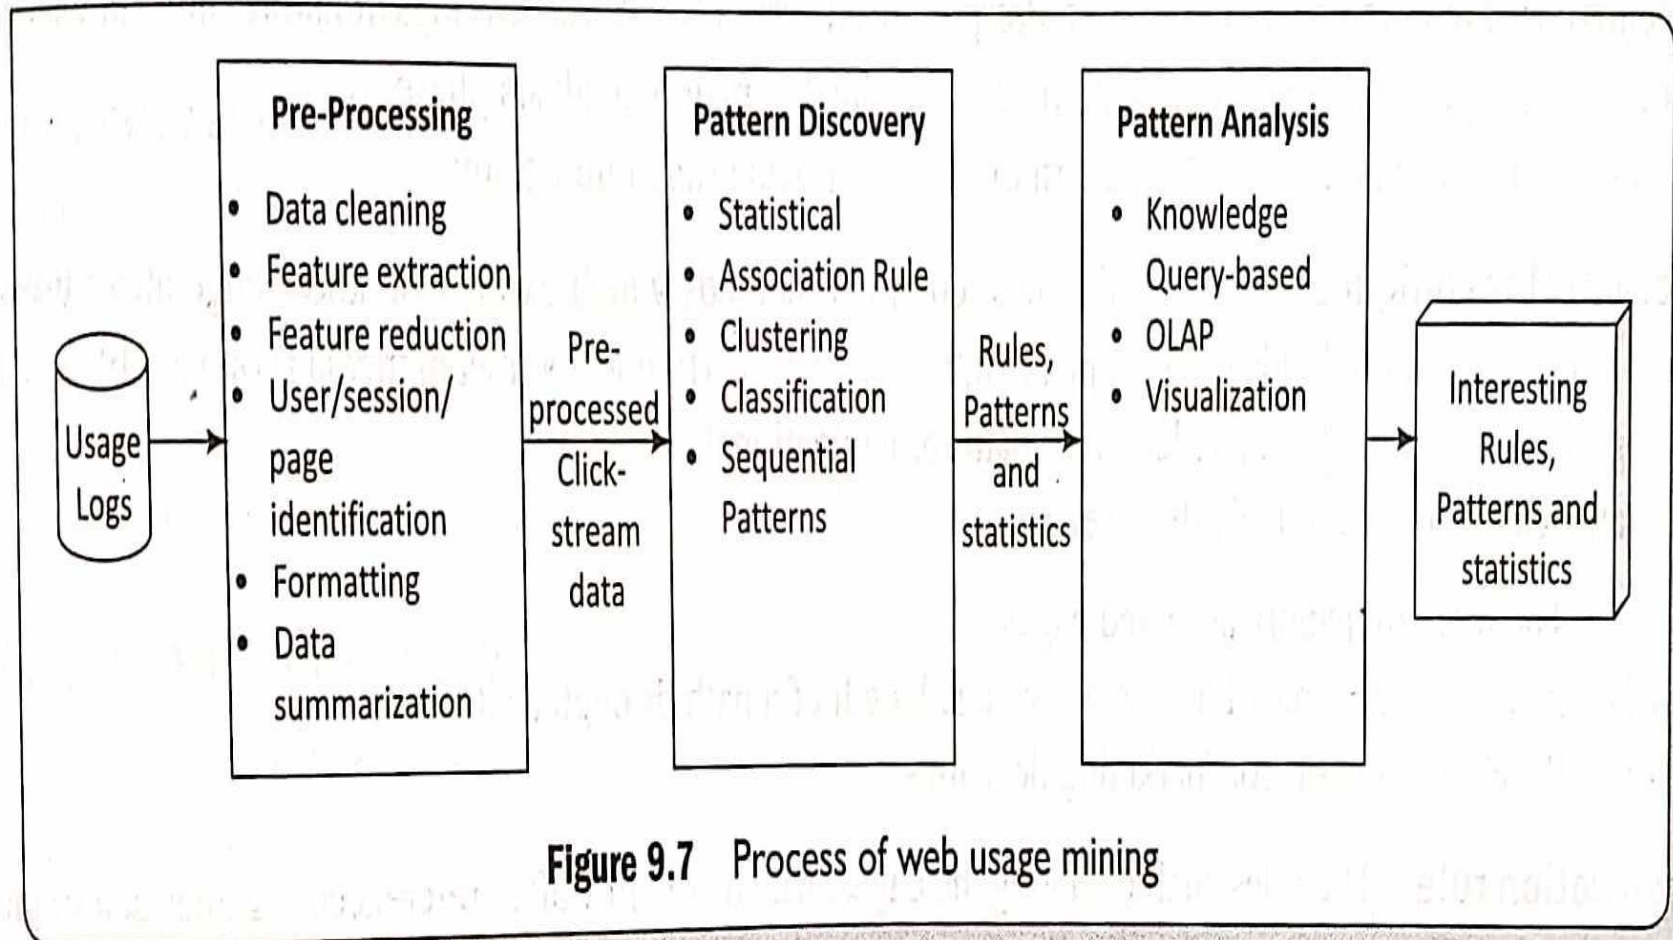 Usage
Logs
Pre-Processing
• Data cleaning
• Feature extraction
• Feature reduction
• User/session/
page
identification
• Formatting
• Data
summarization
Pre-
processed
Click-
stream
data
Pattern Discovery
• Statistical
• Association Rule
• Clustering
• Classification
• Sequential
Patterns
Rules,
Patterns
and
statistics
Pattern Analysis
• Knowledge
Query-based
• OLAP
• Visualization
Interesting
Rules,
Patterns and
statistics
Figure 9.7 Process of web usage mining